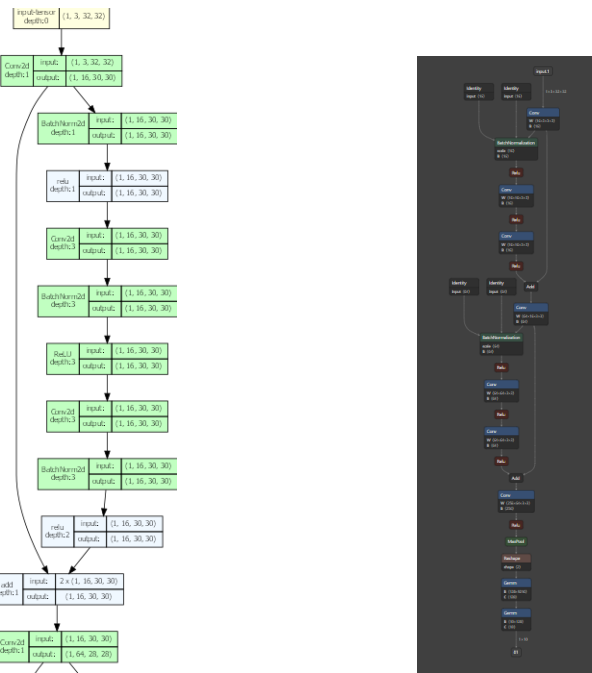 input-tensor
depth:0
(1, 3, 32, 32)
Conv2d
depth:1
input:
(1, 3, 32, 32)
output:
(1, 16, 30, 30)
BatchNorm2d
depth:1
input:
(1, 16, 30, 30)
output:
(1, 16, 30, 30)
relu
depth:1
input:
(1, 16, 30, 30)
output:
(1, 16, 30, 30)
Conv2d
depth:3
input:
(1, 16, 30, 30)
output:
(1, 16, 30, 30)
BatchNorm2d
depth:3
input:
(1, 16, 30, 30)
output:
(1, 16, 30, 30)
ReLU
depth:3
input:
(1, 16, 30, 30)
output:
(1, 16, 30, 30)
Conv2d
depth:3
input:
(1, 16, 30, 30)
output:
(1, 16, 30, 30)
BatchNorm2d
depth:3
input:
(1, 16, 30, 30)
output:
(1, 16, 30, 30)
relu
depth:2
input:
(1, 16, 30, 30)
output:
(1, 16, 30, 30)
add
depth:1
input:
2 x (1, 16, 30, 30)
output:
(1, 16, 30, 30)
Conv2d
depth:1
input:
(1, 16, 30, 30)
output:
(1, 64, 28, 28)
input.1
Identity
Identity
Conv
BatchNormalization
Relu
Conv
Relu
Conv
Relu
Add
Identity
Identity
Conv
BatchNormalization
Relu
Conv
Relu
Conv
Relu
Add
Conv
Relu
MaxPool
Reshape
Gemm
Gemm